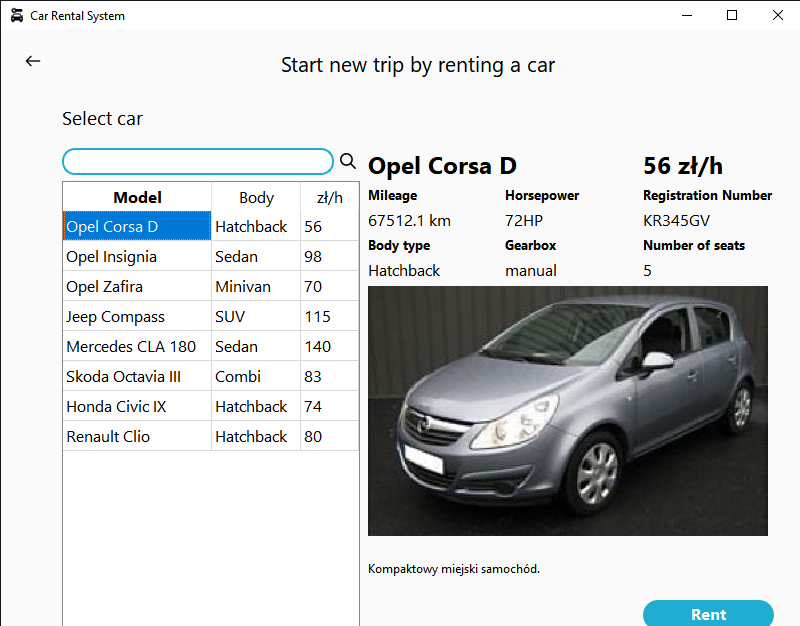 Car Rental System
Start new trip by renting a car
Select car
Model Body zł/h
Opel Corsa D Hatchback 56
Opel Insignia Sedan 98
Opel Zafira Minivan 70
Jeep Compass SUV 115
Mercedes CLA 180 Sedan 140
Skoda Octavia III Combi 83
Honda Civic IX Hatchback 74
Renault Clio Hatchback 80
Opel Corsa D 56 zł/h
Mileage Horsepower Registration Number
67512.1 km 72HP KR345GV
Body type Gearbox Number of seats
Hatchback manual 5
Kompaktowy miejski samochód.
Rent